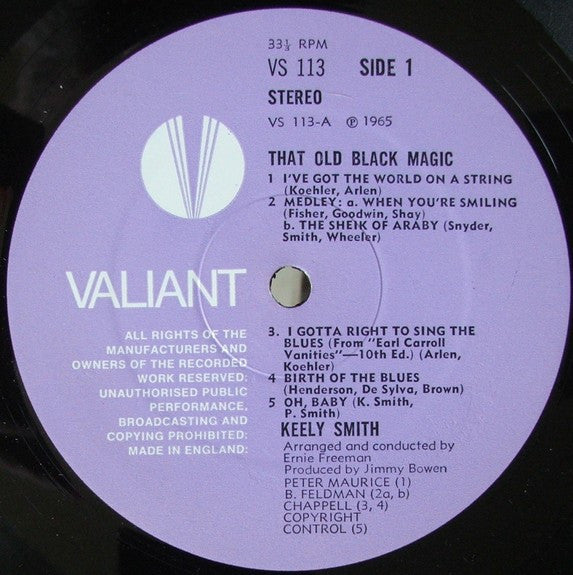 33⅓ RPM
VS 113 SIDE 1
STEREO
VS 113-A ℗ 1965
THAT OLD BLACK MAGIC
1 I'VE GOT THE WORLD ON A STRING
(Koehler, Arlen)
2 MEDLEY: a. WHEN YOU'RE SMILING
(Fisher, Goodwin, Shay)
b. THE SHEIK OF ARABY (Snyder,
Smith, Wheeler)
VALIANT
ALL RIGHTS OF THE
MANUFACTURERS AND
OWNERS OF THE RECORDED
WORK RESERVED:
UNAUTHORISED PUBLIC
PERFORMANCE,
BROADCASTING AND
COPYING PROHIBITED:
MADE IN ENGLAND:
3. I GOTTA RIGHT TO SING THE
BLUES (From "Earl Carroll
Vanities"—10th Ed.) (Arlen,
Koehler)
4 BIRTH OF THE BLUES
(Henderson, De Sylva, Brown)
5 OH, BABY (K. Smith,
P. Smith)
KEELY SMITH
Arranged and conducted by
Ernie Freeman
Produced by Jimmy Bowen
PETER MAURICE (1)
B. FELDMAN (2a, b)
CHAPPELL (3, 4)
COPYRIGHT
CONTROL (5)